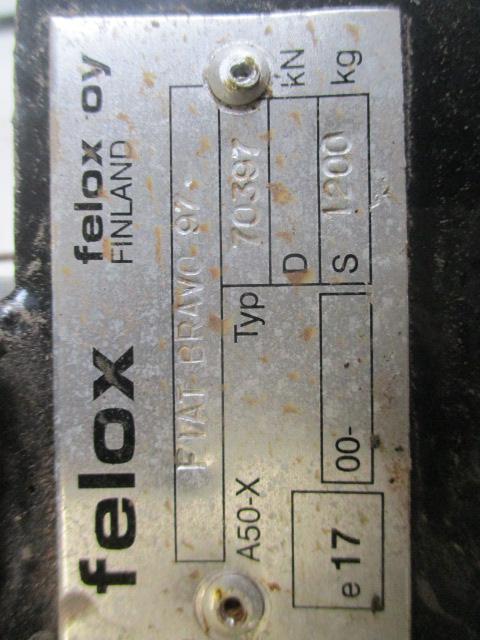 felox felox oy
FINLAND
FIAT-BRAVO-97.
A50-X Typ 70397
D kN
e 17 00- S 1200 kg